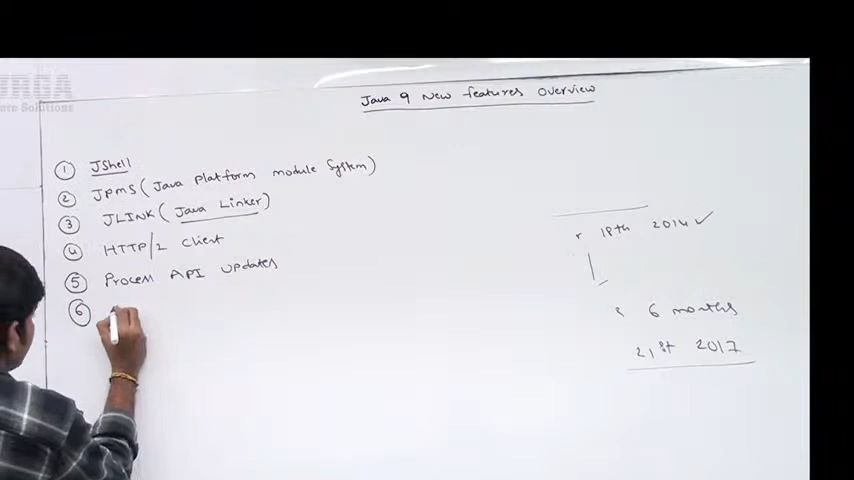 Java 9 New features Overview
① JShell
② JPMS (Java Platform module System)
③ JLINK (Java Linker)
④ HTTP/2 Client
⑤ Process API Updates
⑥
18th 2014 ✓
6 months
21st 2017